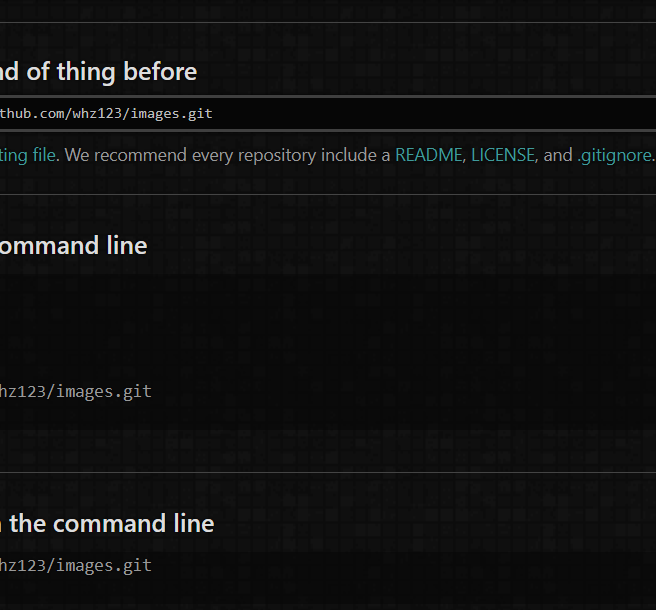 nd of thing before
thub.com/whz123/images.git
ting file. We recommend every repository include a README, LICENSE, and .gitignore.
ommand line
hz123/images.git
the command line
hz123/images.git